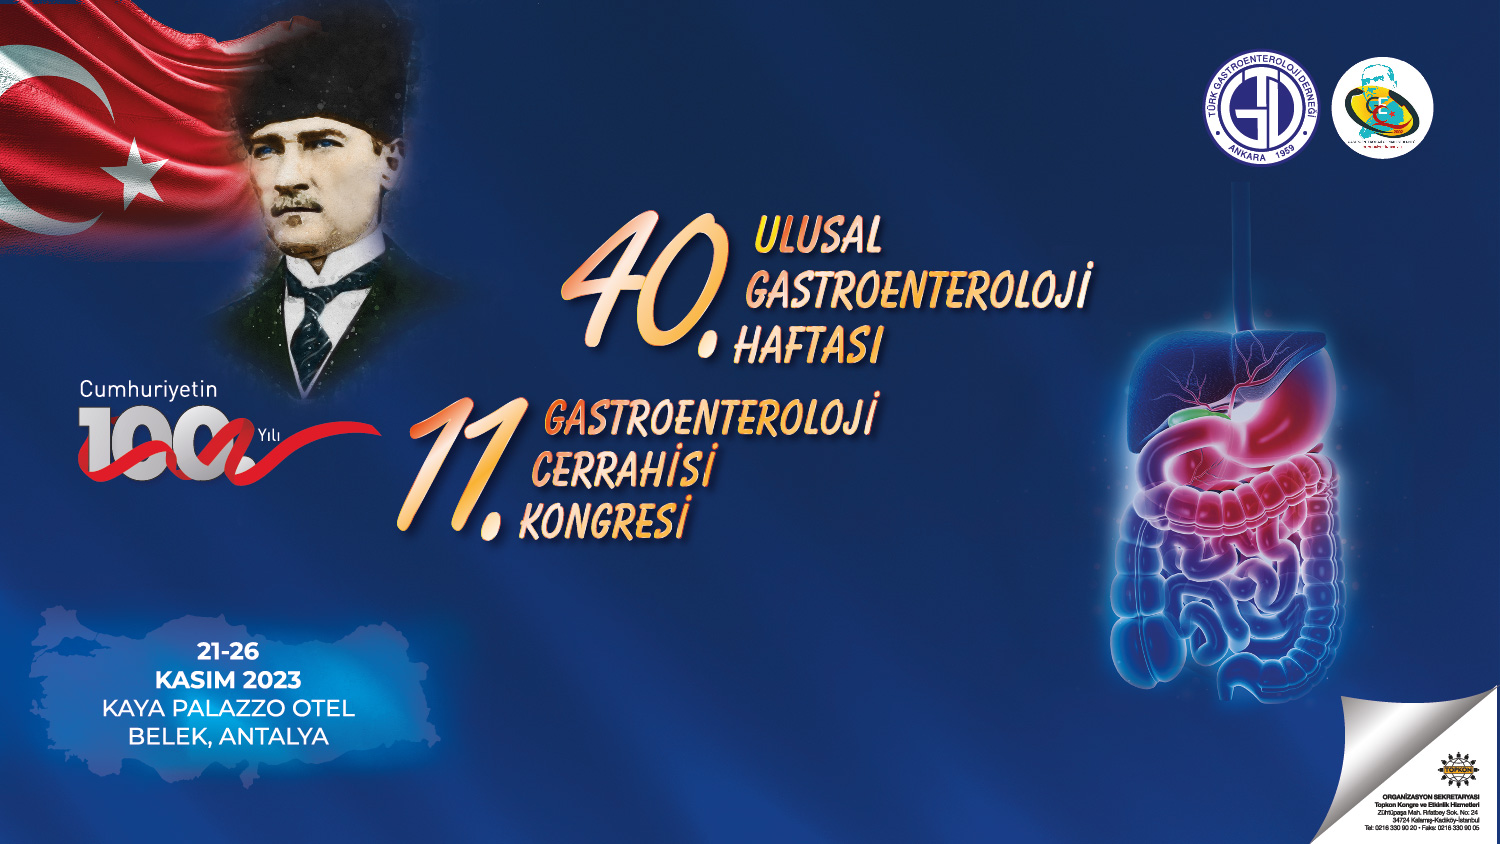 TÜRK GASTROENTEROLOJİ DERNEĞİ
ANKARA 1959
40.
ULUSAL
GASTROENTEROLOJİ
HAFTASI
11.
GASTROENTEROLOJİ
CERRAHİSİ
KONGRESİ
Cumhuriyetin
100.
Yılı
21-26
KASIM 2023
KAYA PALAZZO OTEL
BELEK, ANTALYA
TOPKON
ORGANİZASYON SEKRETARYASI
Topkon Kongre ve Etkinlik Hizmetleri
Zühtüpaşa Mah. Rıfatbey Sok. No: 24
34724 Kalamış-Kadıköy-İstanbul
Tel: 0216 330 90 20 • Faks: 0216 330 90 05